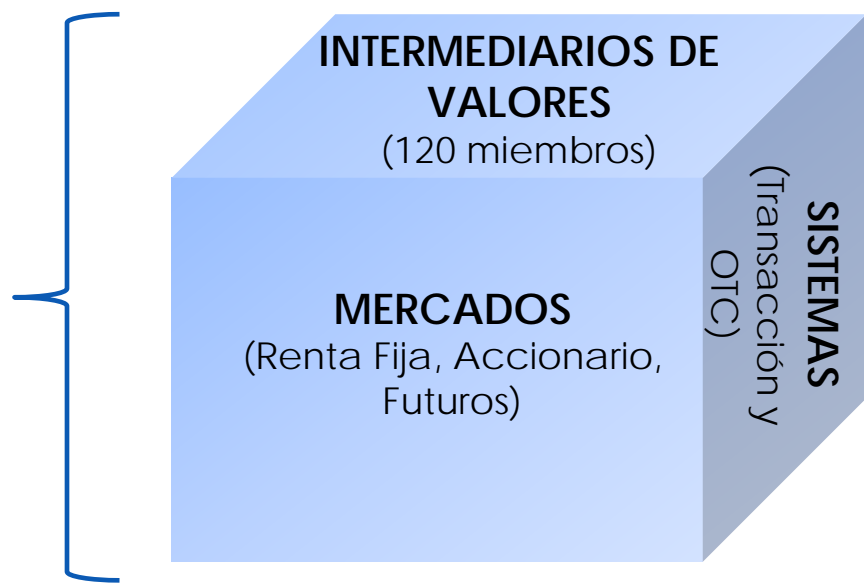 INTERMEDIARIOS DE
VALORES
(120 miembros)
MERCADOS
(Renta Fija, Accionario,
Futuros)
SISTEMAS
(Transacción y
OTC)